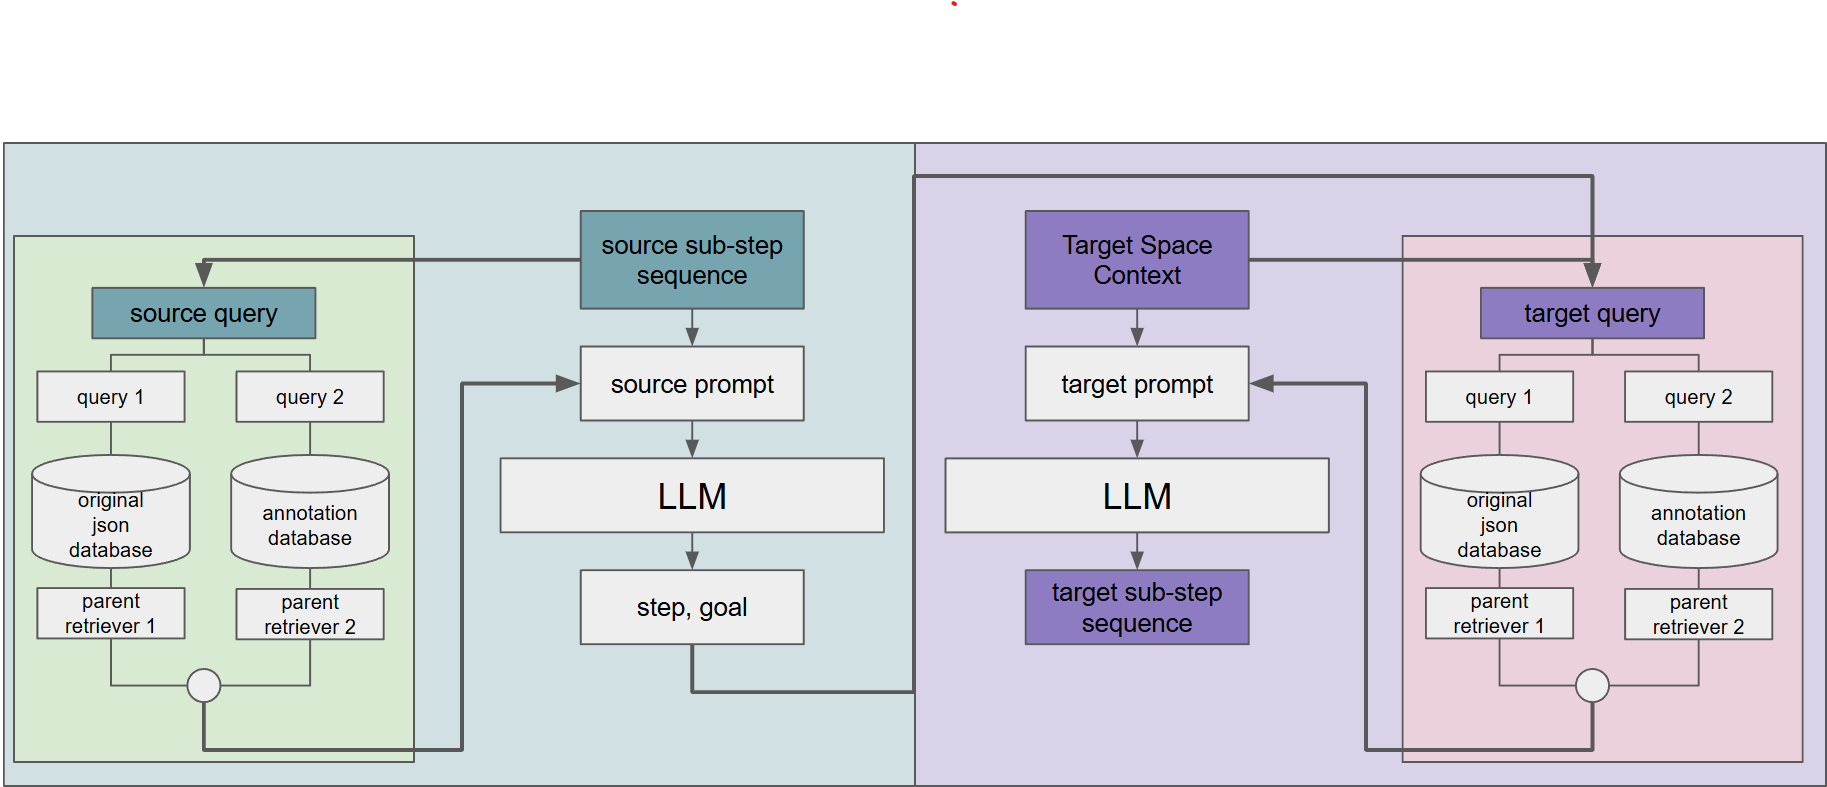 source sub-step
sequence
source query
query 1
query 2
original
json
database
annotation
database
parent
retriever 1
parent
retriever 2
source prompt
LLM
step, goal
Target Space
Context
target prompt
LLM
target sub-step
sequence
target query
query 1
query 2
original
json
database
annotation
database
parent
retriever 1
parent
retriever 2